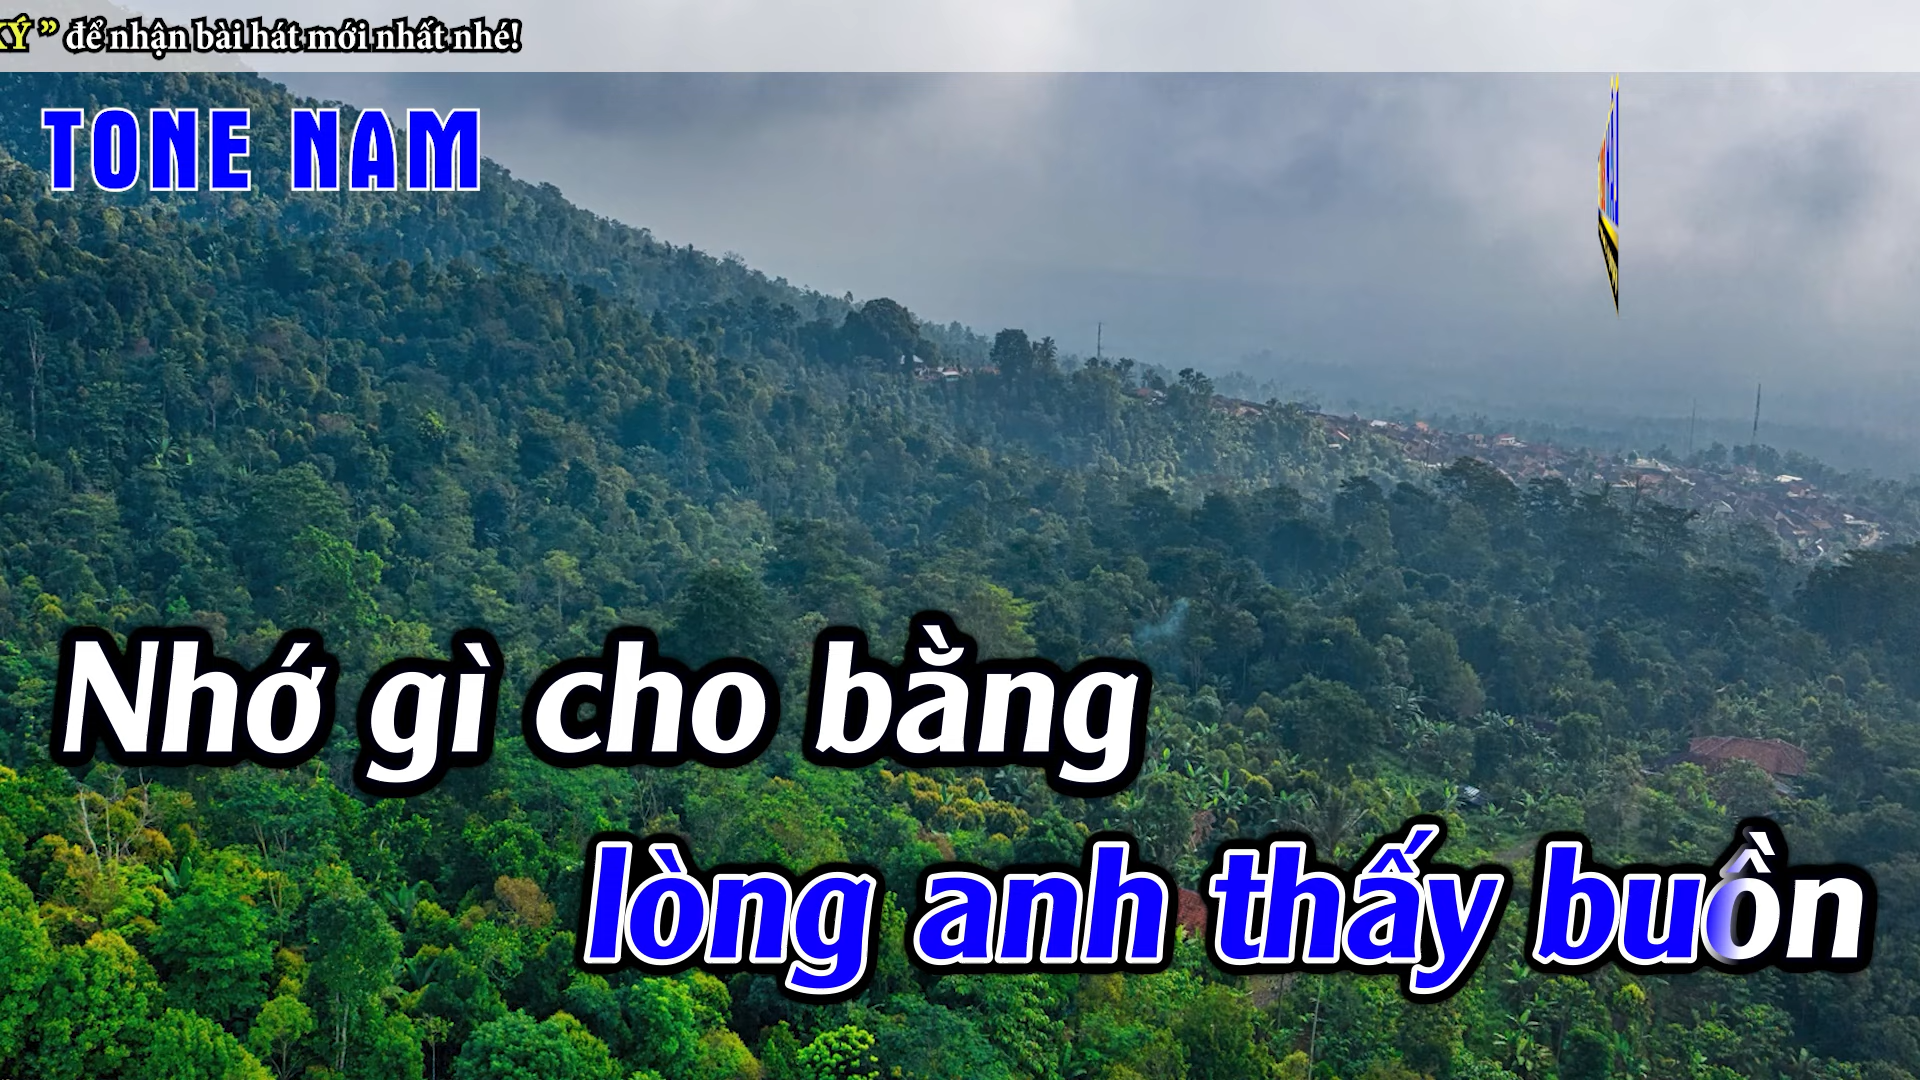 ” để nhận bài hát mới nhất nhé!
TONE NAM
Nhớ gì cho bằng
lòng anh thấy buồn